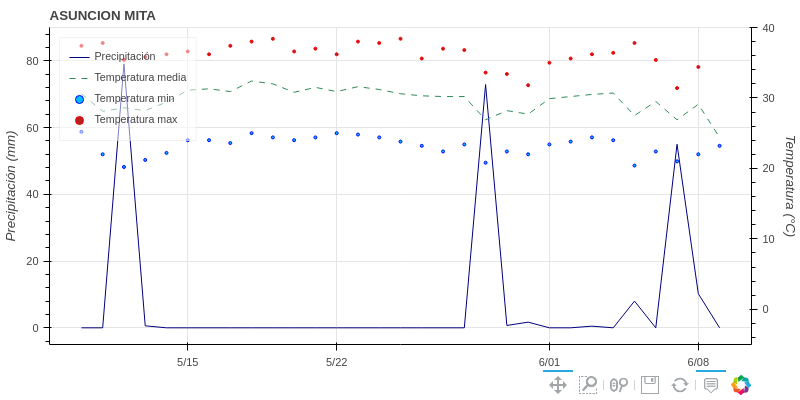 ASUNCION MITA
Precipitación
Temperatura media
Temperatura min
Temperatura max
Precipitación (mm)
80
60
40
20
0
Temperatura (°C)
40
30
20
10
0
5/15
5/22
6/01
6/08